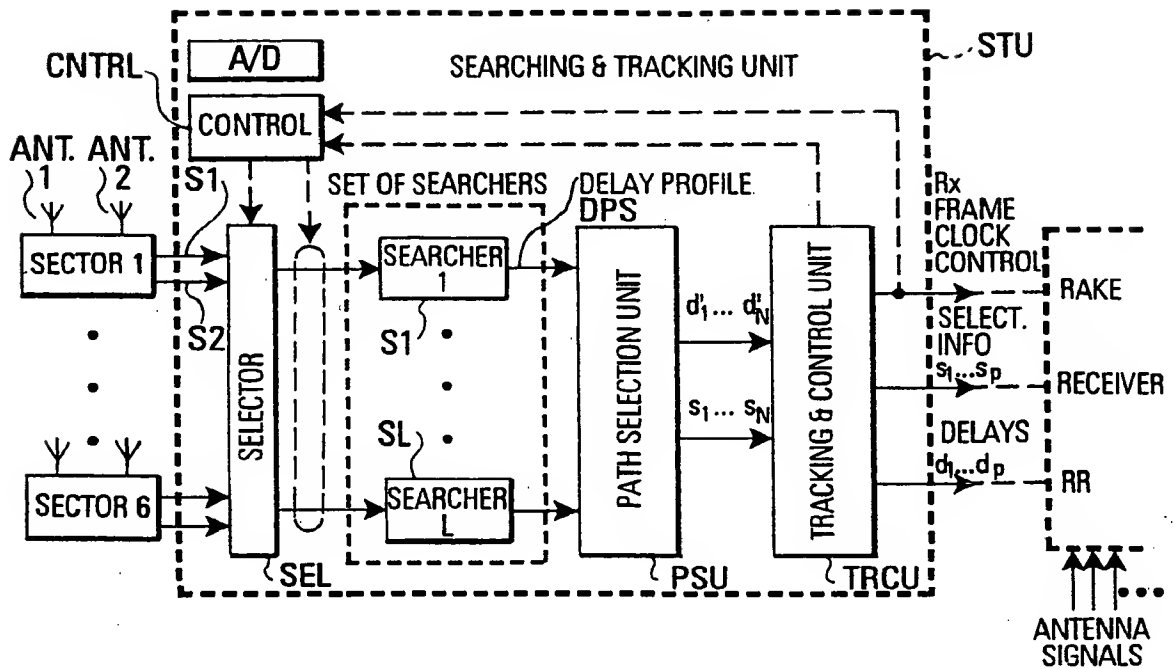 A/D
SEARCHING & TRACKING UNIT
STU
CNTRL
CONTROL
ANT. 1
ANT. 2
S1
S2
SECTOR 1
SECTOR 6
SELECTOR
SEL
SET OF SEARCHERS
SEARCHER 1
S1
SL
SEARCHER L
DELAY PROFILE
DPS
PATH SELECTION UNIT
PSU
d'1 ... d'N
s1 ... sN
TRACKING & CONTROL UNIT
TRCU
Rx
FRAME
CLOCK
CONTROL
SELECT.
INFO
s1...sp
DELAYS
d1...dp
RAKE
RECEIVER
RR
ANTENNA
SIGNALS